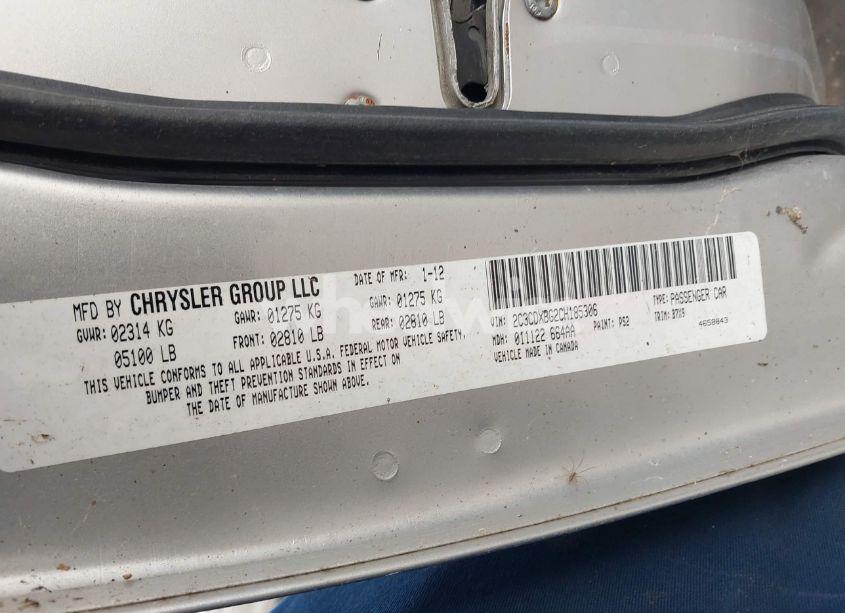 MFD BY CHRYSLER GROUP LLC
DATE OF MFR: 1-12
GVWR: 02314 KG
05100 LB
GAWR: 01275 KG
FRONT: 02810 LB
GAWR: 01275 KG
REAR: 02810 LB
THIS VEHICLE CONFORMS TO ALL APPLICABLE U.S.A. FEDERAL MOTOR VEHICLE SAFETY,
BUMPER AND THEFT PREVENTION STANDARDS IN EFFECT ON
THE DATE OF MANUFACTURE SHOWN ABOVE.
VIN: 2C3CDXBG2CH185306
TYPE: PASSENGER CAR
MDH: 011122 664AA
PAINT: PS2
TRIM:
VEHICLE MADE IN CANADA
4658843